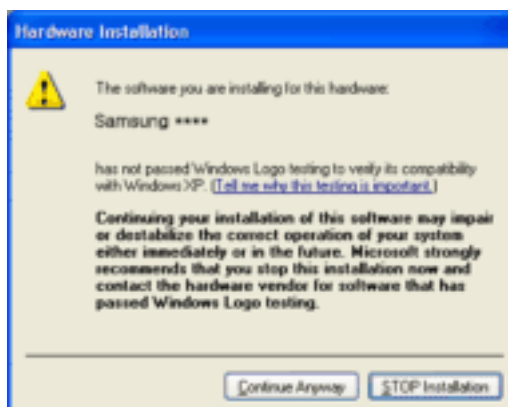 Hardware Installation
The software you are installing for this hardware:
Samsung ****
has not passed Windows Logo testing to verify its compatibility
with Windows XP. (Tell me why this testing is important.)
Continuing your installation of this software may impair
or destabilize the correct operation of your system
either immediately or in the future. Microsoft strongly
recommends that you stop this installation now and
contact the hardware vendor for software that has
passed Windows Logo testing.
Continue Anyway STOP Installation